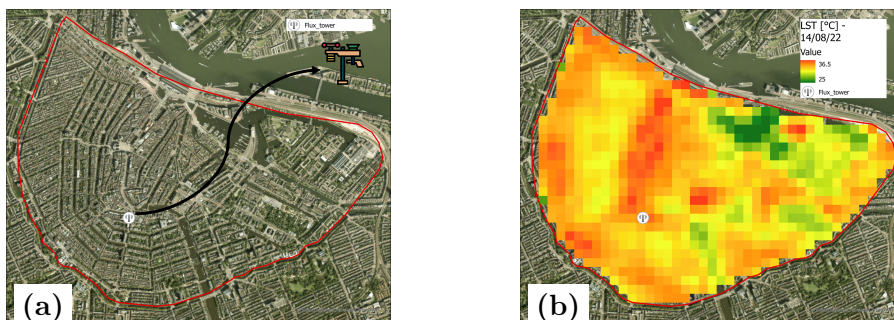 Flux_tower
(a)
LST [°C] -
14/08/22
Value
36.5
25
Flux_tower
(b)